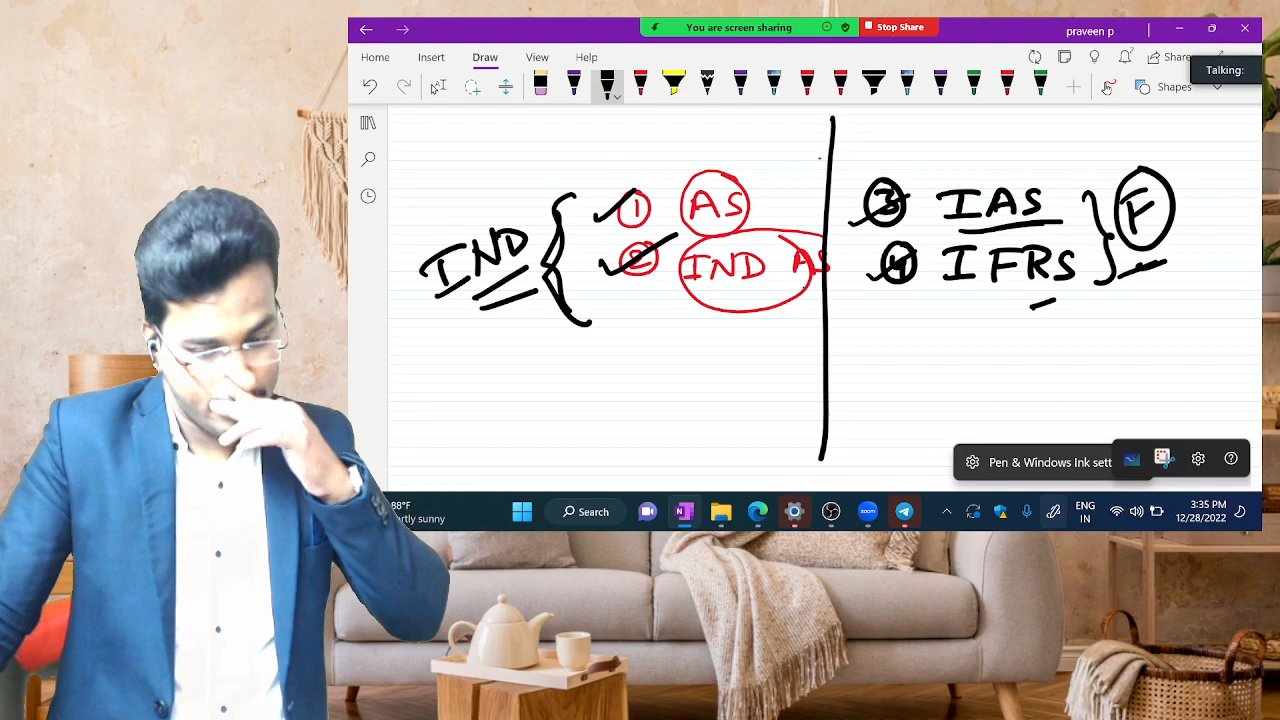 You are screen sharing
Stop Share
praveen p
Home Insert Draw View Help
Share
Talking:
Shapes
IND
1 AS
2 IND AS
3 IAS
4 IFRS
F
Pen & Windows Ink sett
88°F
Search
zoom
ENG
IN
3:35 PM
12/28/2022